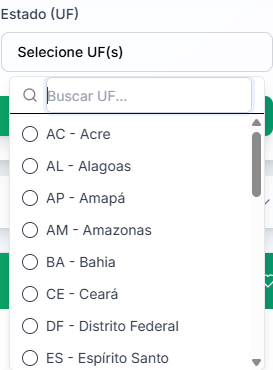 Estado (UF)
Selecione UF(s)
Buscar UF...
AC - Acre
AL - Alagoas
AP - Amapá
AM - Amazonas
BA - Bahia
CE - Ceará
DF - Distrito Federal
ES - Espírito Santo